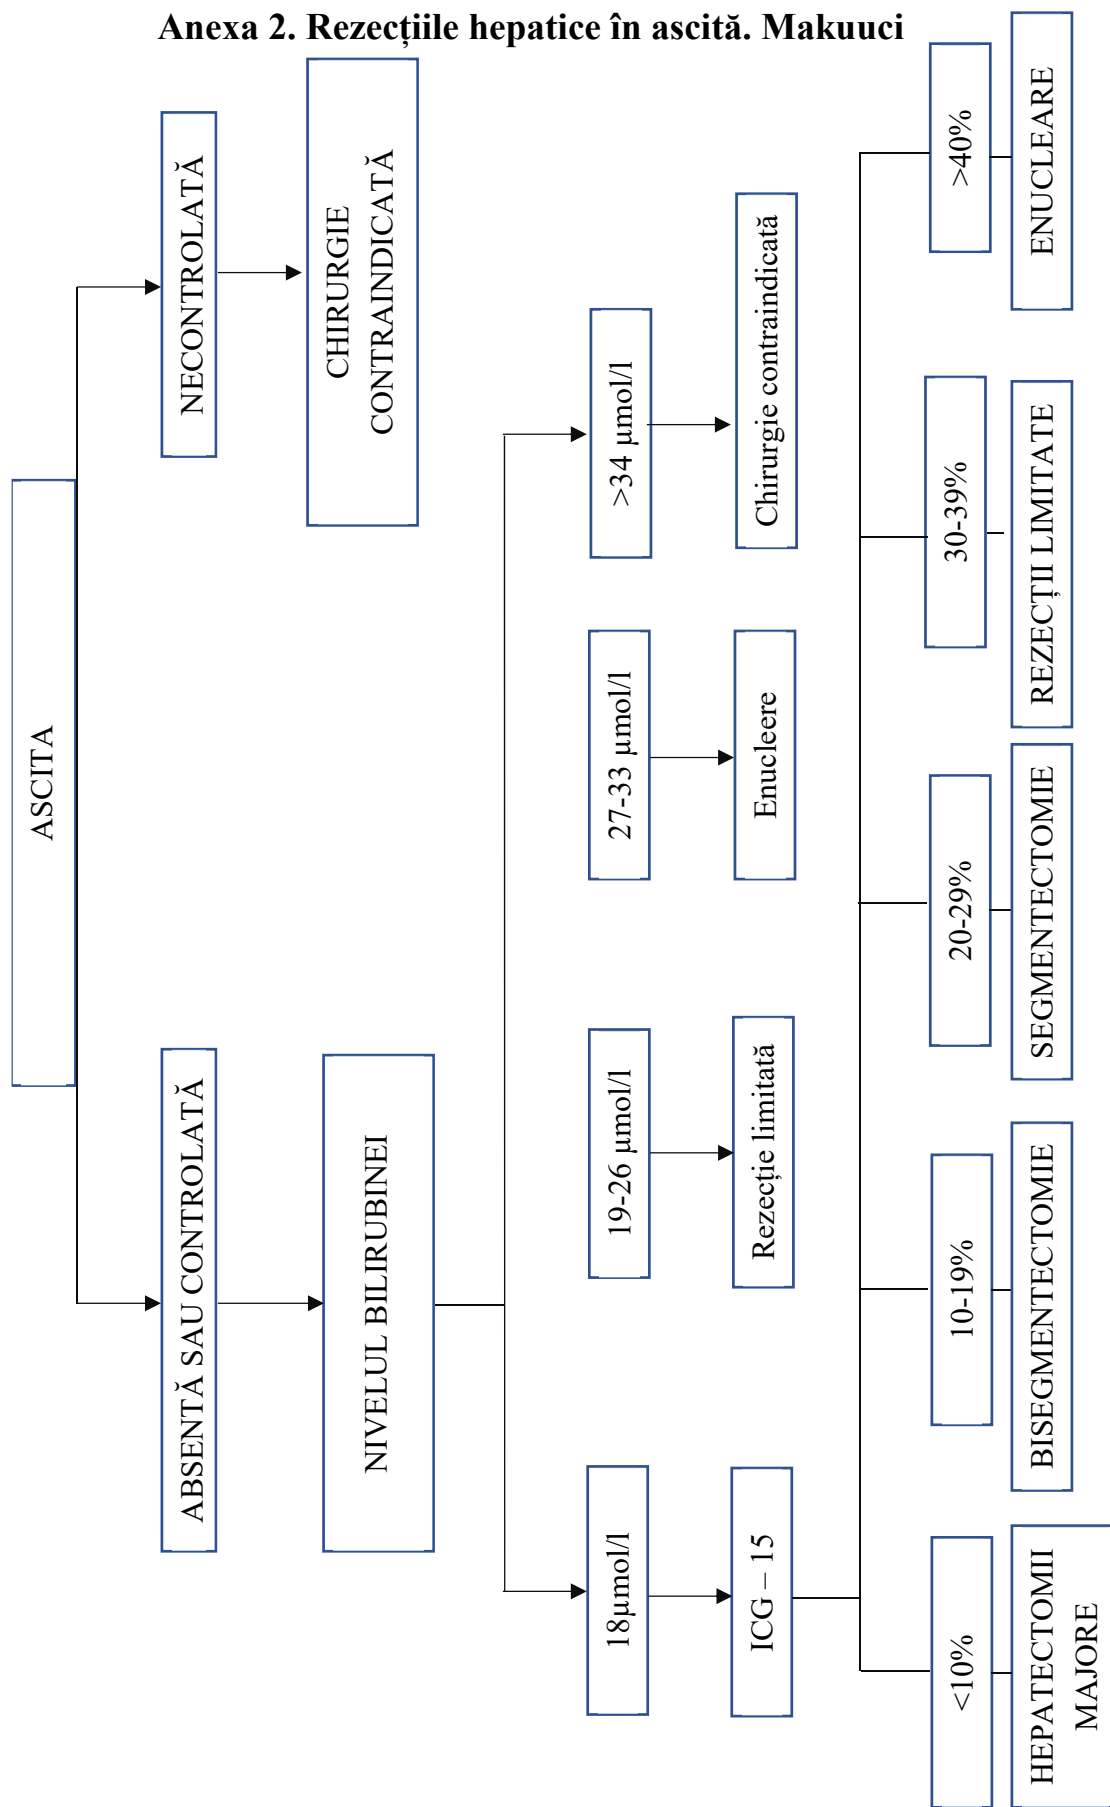 Anexa 2. Rezecțiile hepatice în ascită. Makuuci
ASCITA
ABSENTĂ SAU CONTROLATĂ
NECONTROLATĂ
NIVELUL BILIRUBINEI
CHIRURGIE
CONTRAINDICATĂ
18µmol/l
19-26 µmol/l
27-33 µmol/l
>34 µmol/l
ICG – 15
Rezecție limitată
Enucleere
Chirurgie contraindicată
<10%
10-19%
20-29%
30-39%
>40%
HEPATECTOMII
MAJORE
BISEGMENTECTOMIE
SEGMENTECTOMIE
REZECȚII LIMITATE
ENUCLEARE